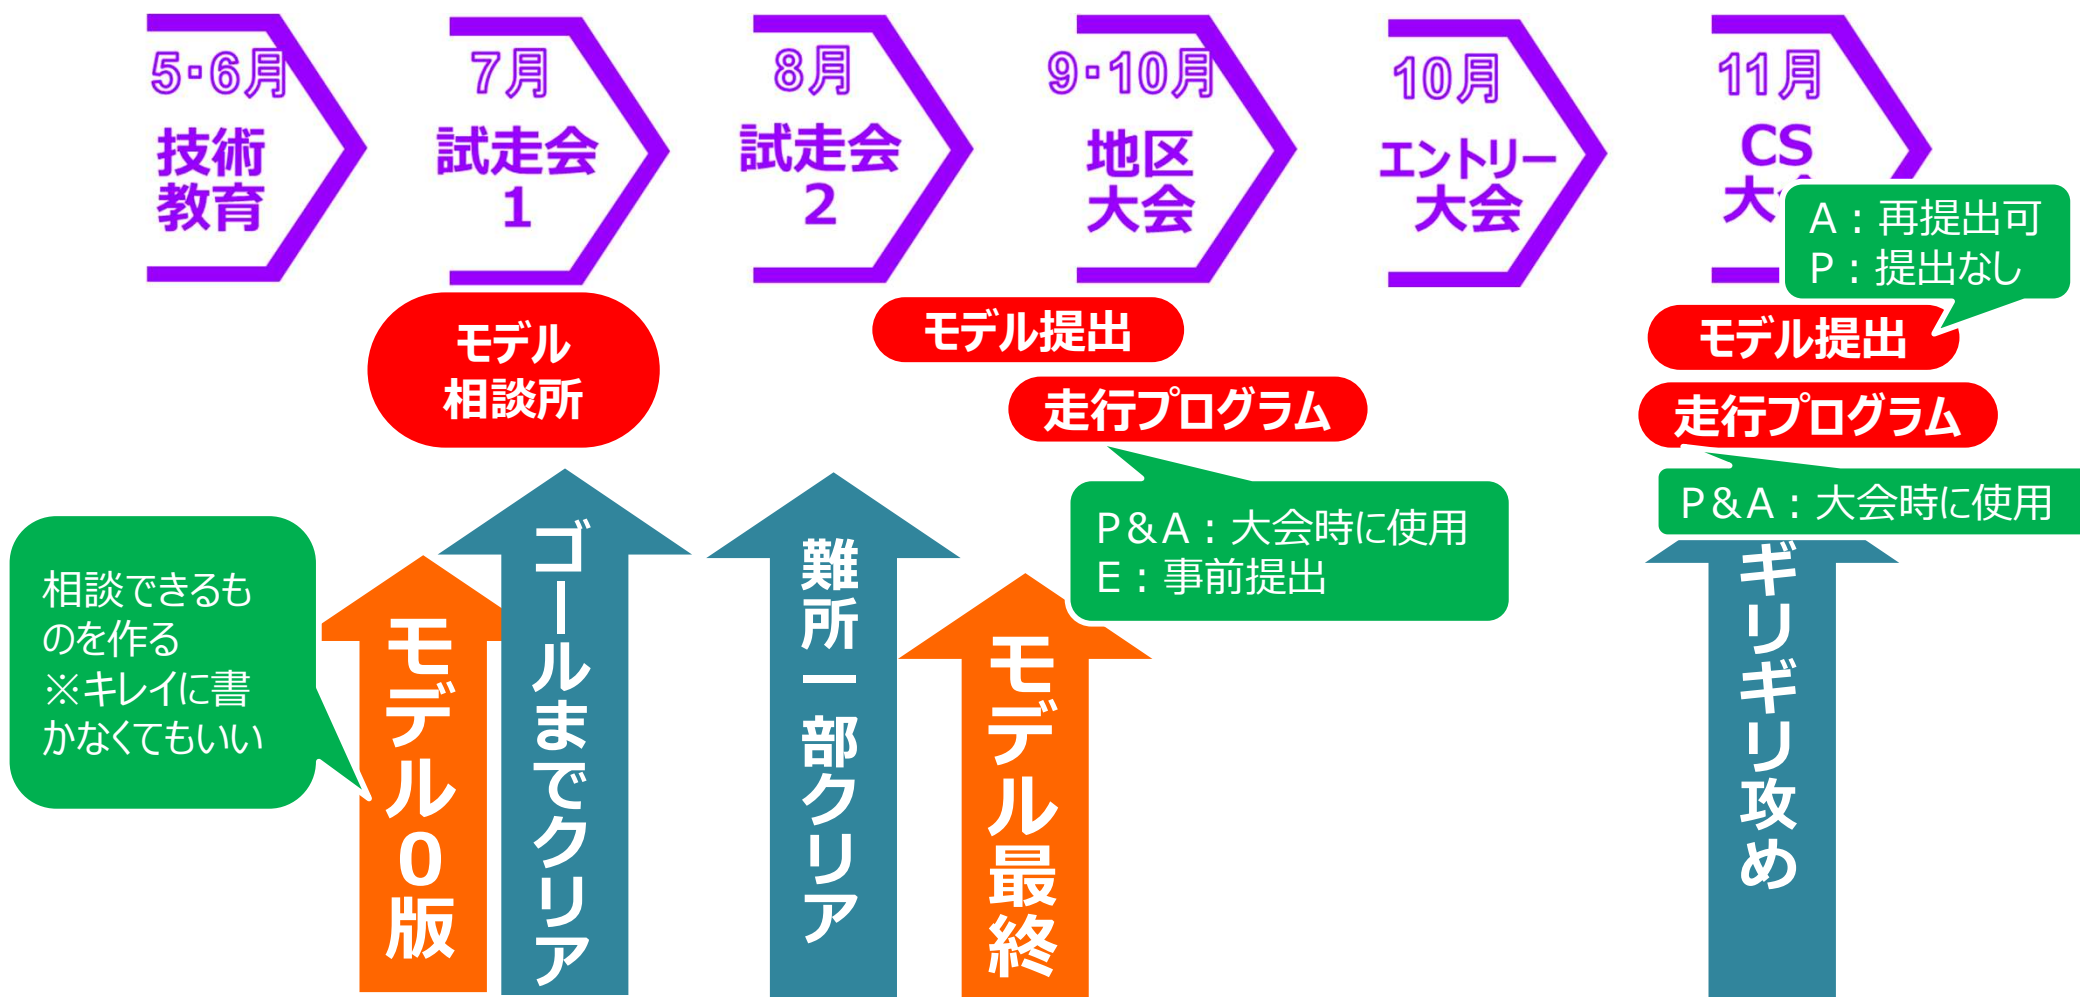 5・6月
技術
教育
7月
試走会
1
8月
試走会
2
9・10月
地区
大会
10月
エントリー
大会
11月
CS
大
A：再提出可
P：提出なし
モデル
相談所
モデル提出
走行プログラム
モデル提出
走行プログラム
P&A：大会時に使用
E：事前提出
P&A：大会時に使用
相談できるも
のを作る
※キレイに書
かなくてもいい
モデル0版
ゴールまでクリア
難所一部クリア
モデル最終
ギリギリ攻め